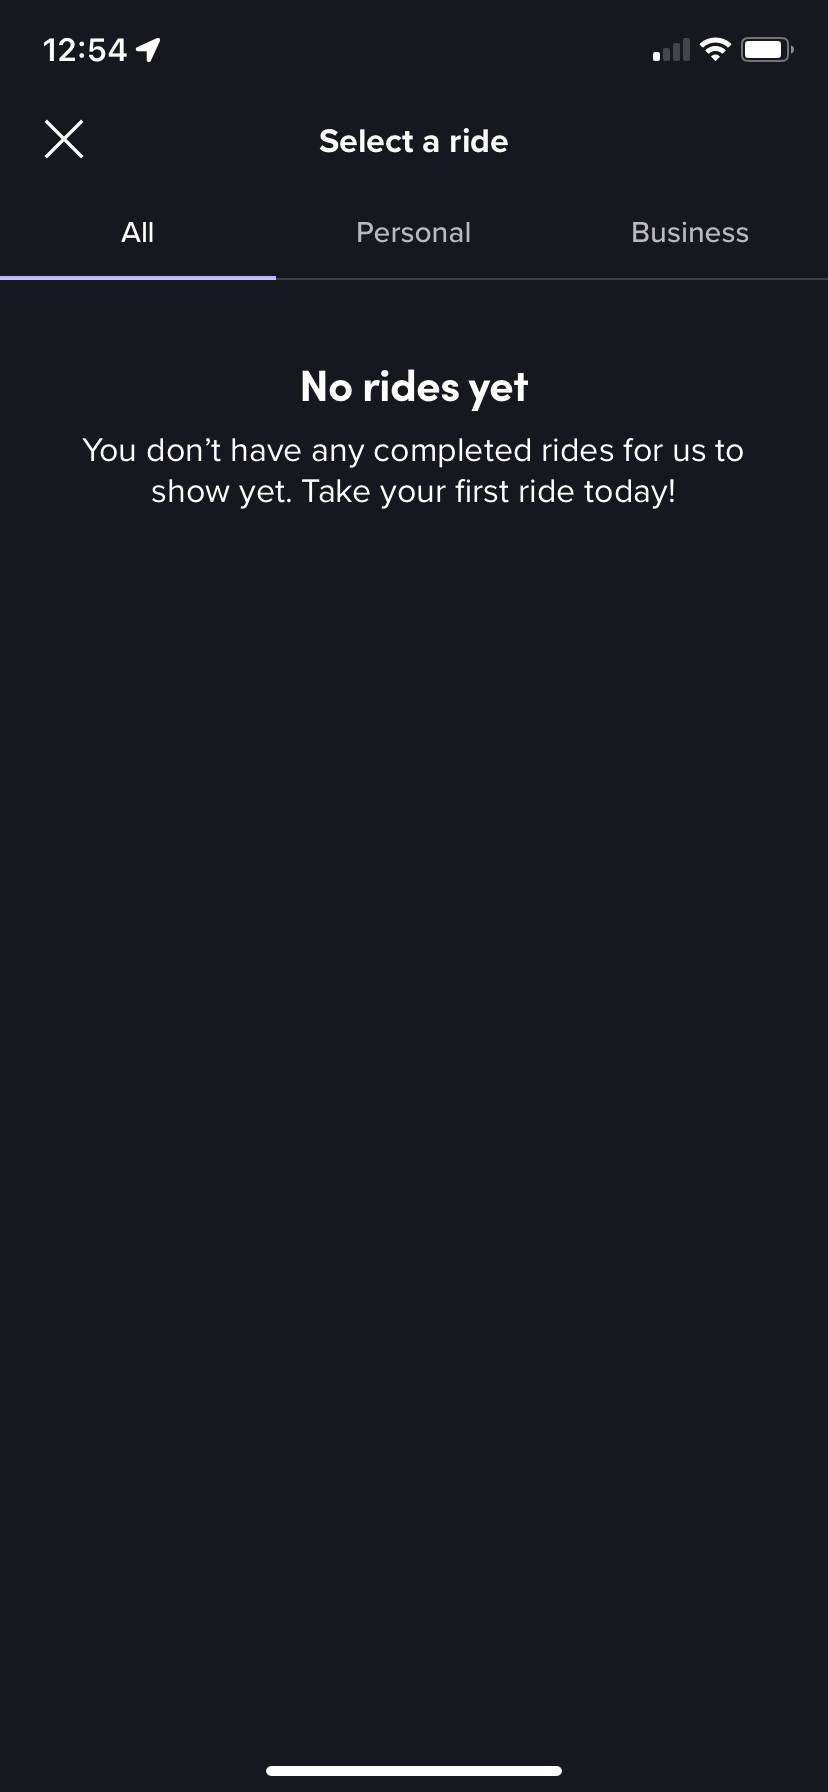 12:54
Select a ride
All
Personal
Business
No rides yet
You don’t have any completed rides for us to
show yet. Take your first ride today!